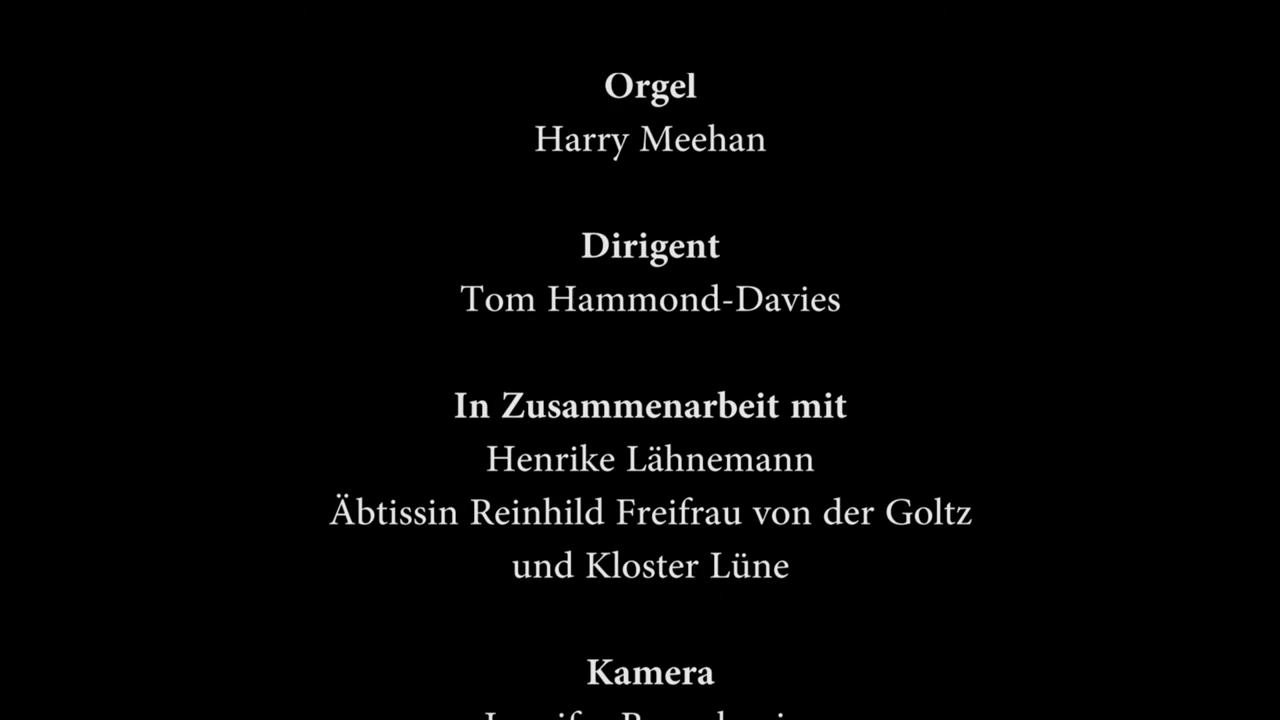 Orgel
Harry Meehan
Dirigent
Tom Hammond-Davies
In Zusammenarbeit mit
Henrike Lähnemann
Äbtissin Reinhild Freifrau von der Goltz
und Kloster Lüne
Kamera